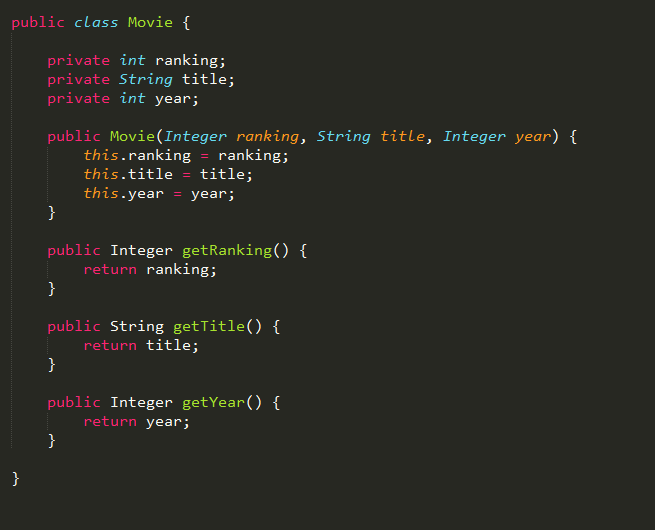 public class Movie {
    private int ranking;
    private String title;
    private int year;
    public Movie(Integer ranking, String title, Integer year) {
        this.ranking = ranking;
        this.title = title;
        this.year = year;
    }
    public Integer getRanking() {
        return ranking;
    }
    public String getTitle() {
        return title;
    }
    public Integer getYear() {
        return year;
    }
}